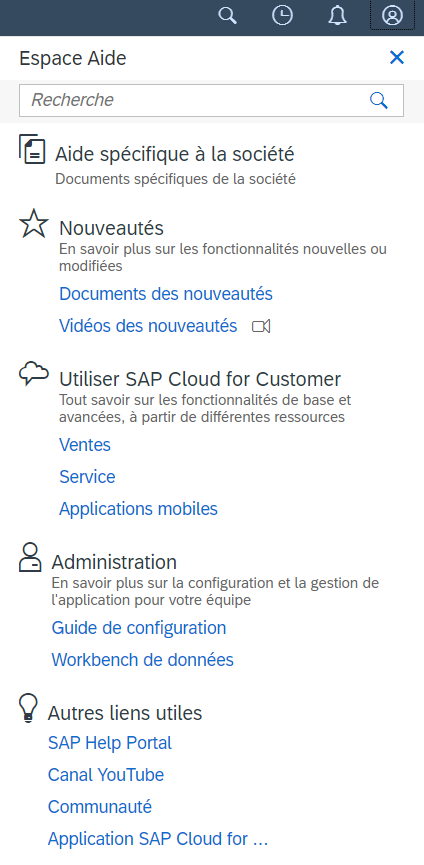 Espace Aide
Recherche
Aide spécifique à la société
Documents spécifiques de la société
Nouveautés
En savoir plus sur les fonctionnalités nouvelles ou
modifiées
Documents des nouveautés
Vidéos des nouveautés
Utiliser SAP Cloud for Customer
Tout savoir sur les fonctionnalités de base et
avancées, à partir de différentes ressources
Ventes
Service
Applications mobiles
Administration
En savoir plus sur la configuration et la gestion de
l'application pour votre équipe
Guide de configuration
Workbench de données
Autres liens utiles
SAP Help Portal
Canal YouTube
Communauté
Application SAP Cloud for ...